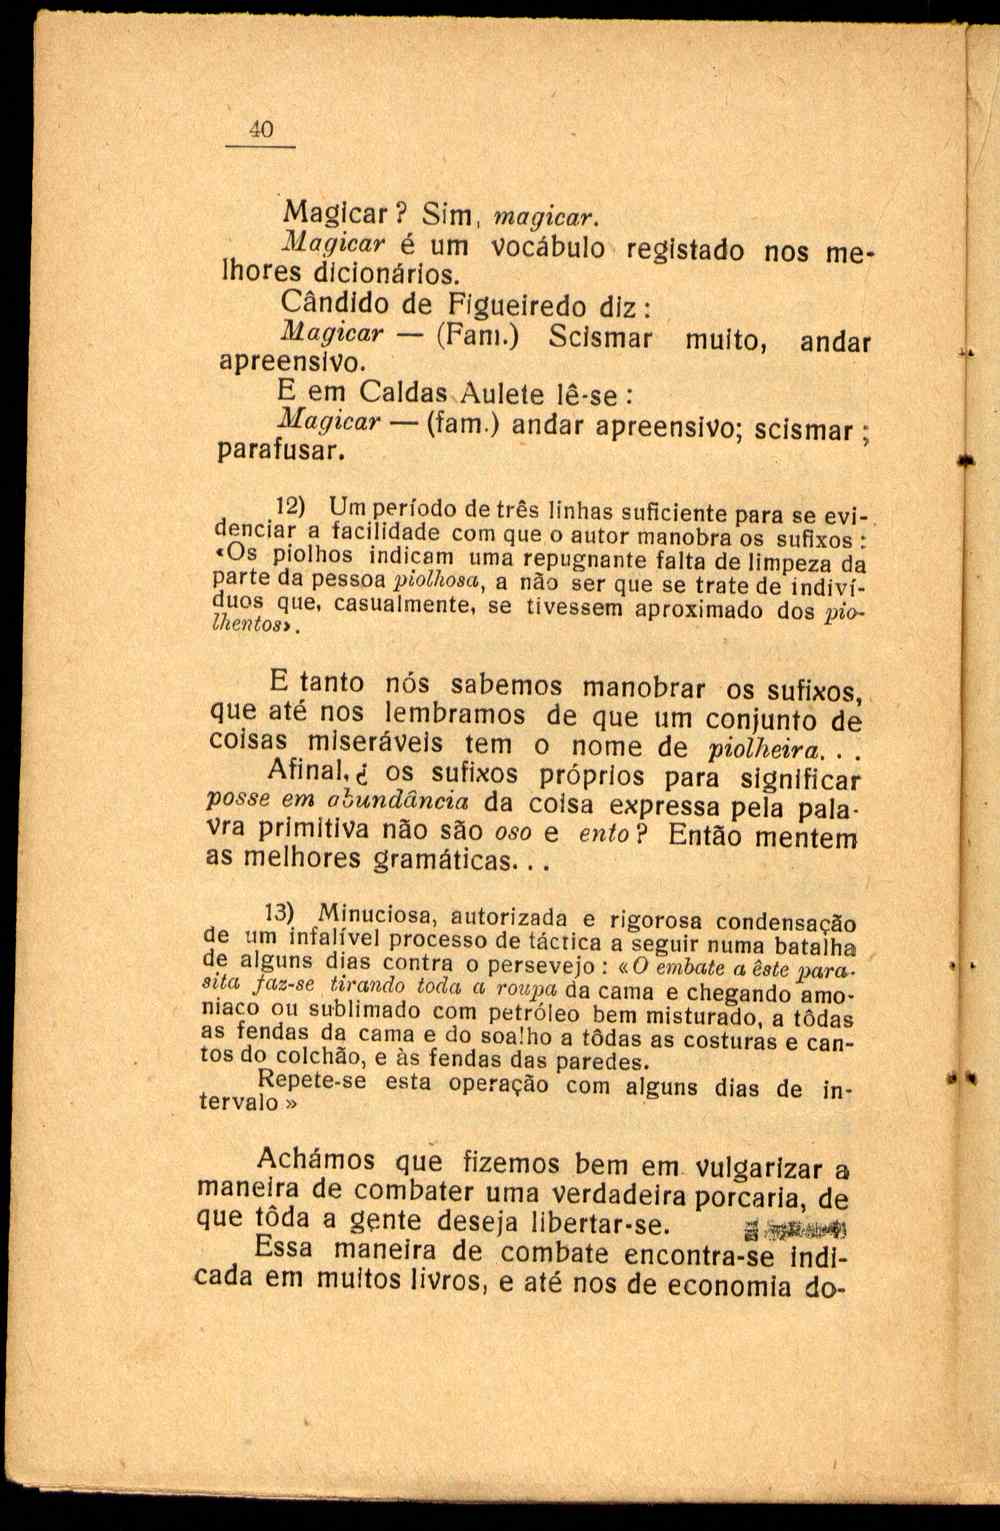 40
Magicar? Sim, magicar.
Magicar é um vocábulo registado nos me-
lhores dicionários.
Cândido de Figueiredo diz:
Magicar — (Fam.) Scismar muito, andar
apreensivo.
E em Caldas Aulete lê-se:
Magicar — (fam.) andar apreensivo; scismar;
parafusar.
12) Um período de três linhas suficiente para se evi-
denciar a facilidade com que o autor manobra os sufixos:
«Os piolhos indicam uma repugnante falta de limpeza da
parte da pessoa piolhosa, a não ser que se trate de indiví-
duos que, casualmente, se tivessem aproximado dos pio-
lhentos».
E tanto nós sabemos manobrar os sufixos,
que até nos lembramos de que um conjunto de
coisas miseráveis tem o nome de piolheira...
Afinal, ¿ os sufixos próprios para significar
posse em abundância da coisa expressa pela pala-
vra primitiva não são oso e ento? Então mentem
as melhores gramáticas...
13) Minuciosa, autorizada e rigorosa condensação
de um infalível processo de táctica a seguir numa batalha
de alguns dias contra o persevejo: «O embate a êste para-
sita faz-se tirando toda a roupa da cama e chegando amo-
niaco ou sublimado com petróleo bem misturado, a tôdas
as fendas da cama e do soalho a tôdas as costuras e can-
tos do colchão, e às fendas das paredes.
Repete-se esta operação com alguns dias de in-
tervalo»
Achámos que fizemos bem em vulgarizar a
maneira de combater uma verdadeira porcaria, de
que tôda a gente deseja libertar-se.
Essa maneira de combate encontra-se indi-
cada em muitos livros, e até nos de economia do-